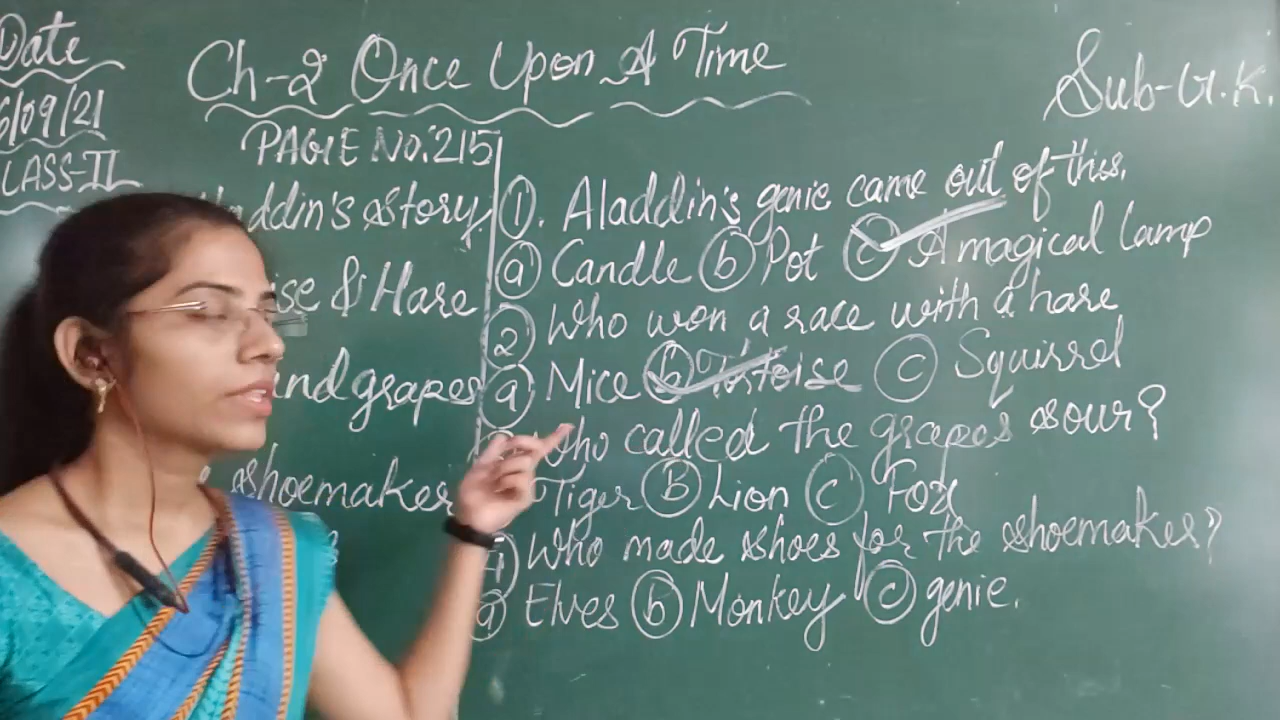 Date
6/09/21
CLASS-II
Ch-2 Once Upon A Time
Sub-G.K.
PAGE NO:215
Aladdin's story
& Hare
and grapes
shoemaker
1. Aladdin's genie came out of this.
a Candle b Pot c A magical lamp
2 Who won a race with a hare
a Mice b Tortoise c Squirrel
Who called the grapes sour?
Tiger B Lion C Fox
4) Who made shoes for the shoemaker?
a Elves b Monkey c genie.